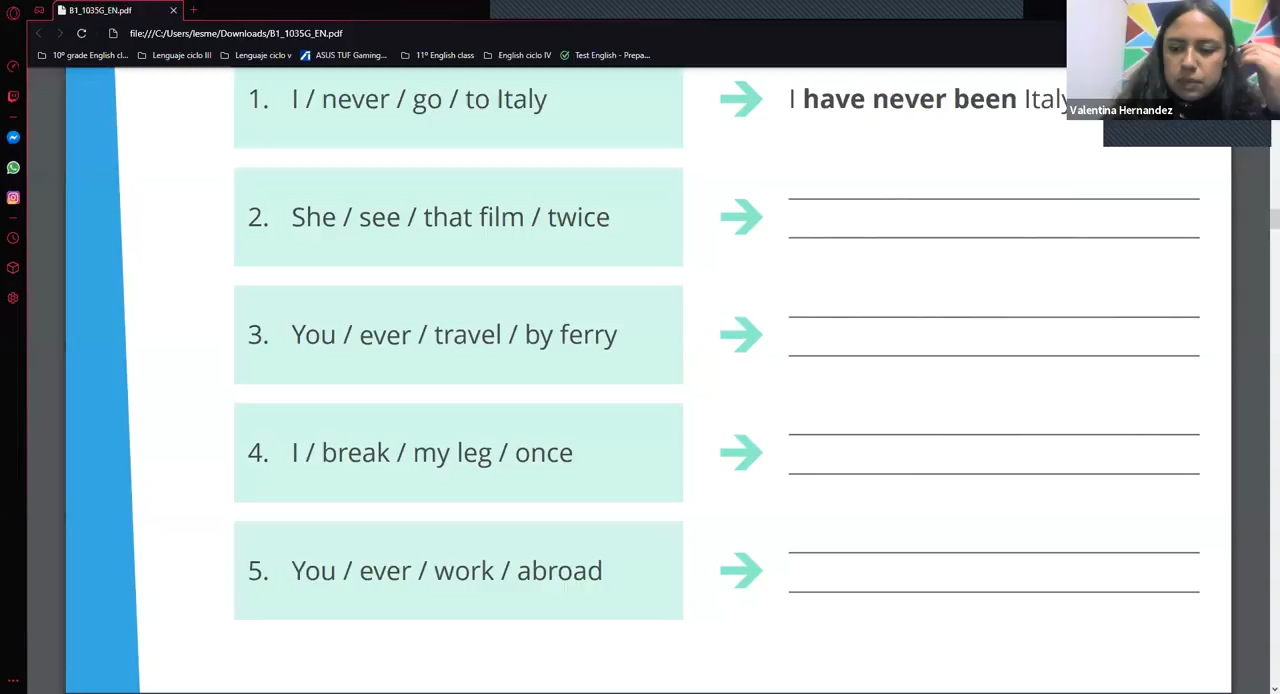 B1_1035G_EN.pdf
file:///C:/Users/lesme/Downloads/B1_1035G_EN.pdf
10º grade English cl...
Lenguaje ciclo III
Lenguaje ciclo v
ASUS TUF Gaming...
11º English class
English ciclo IV
Test English - Prepa...
Valentina Hernandez
1. I / never / go / to Italy
I have never been Italy
2. She / see / that film / twice
3. You / ever / travel / by ferry
4. I / break / my leg / once
5. You / ever / work / abroad